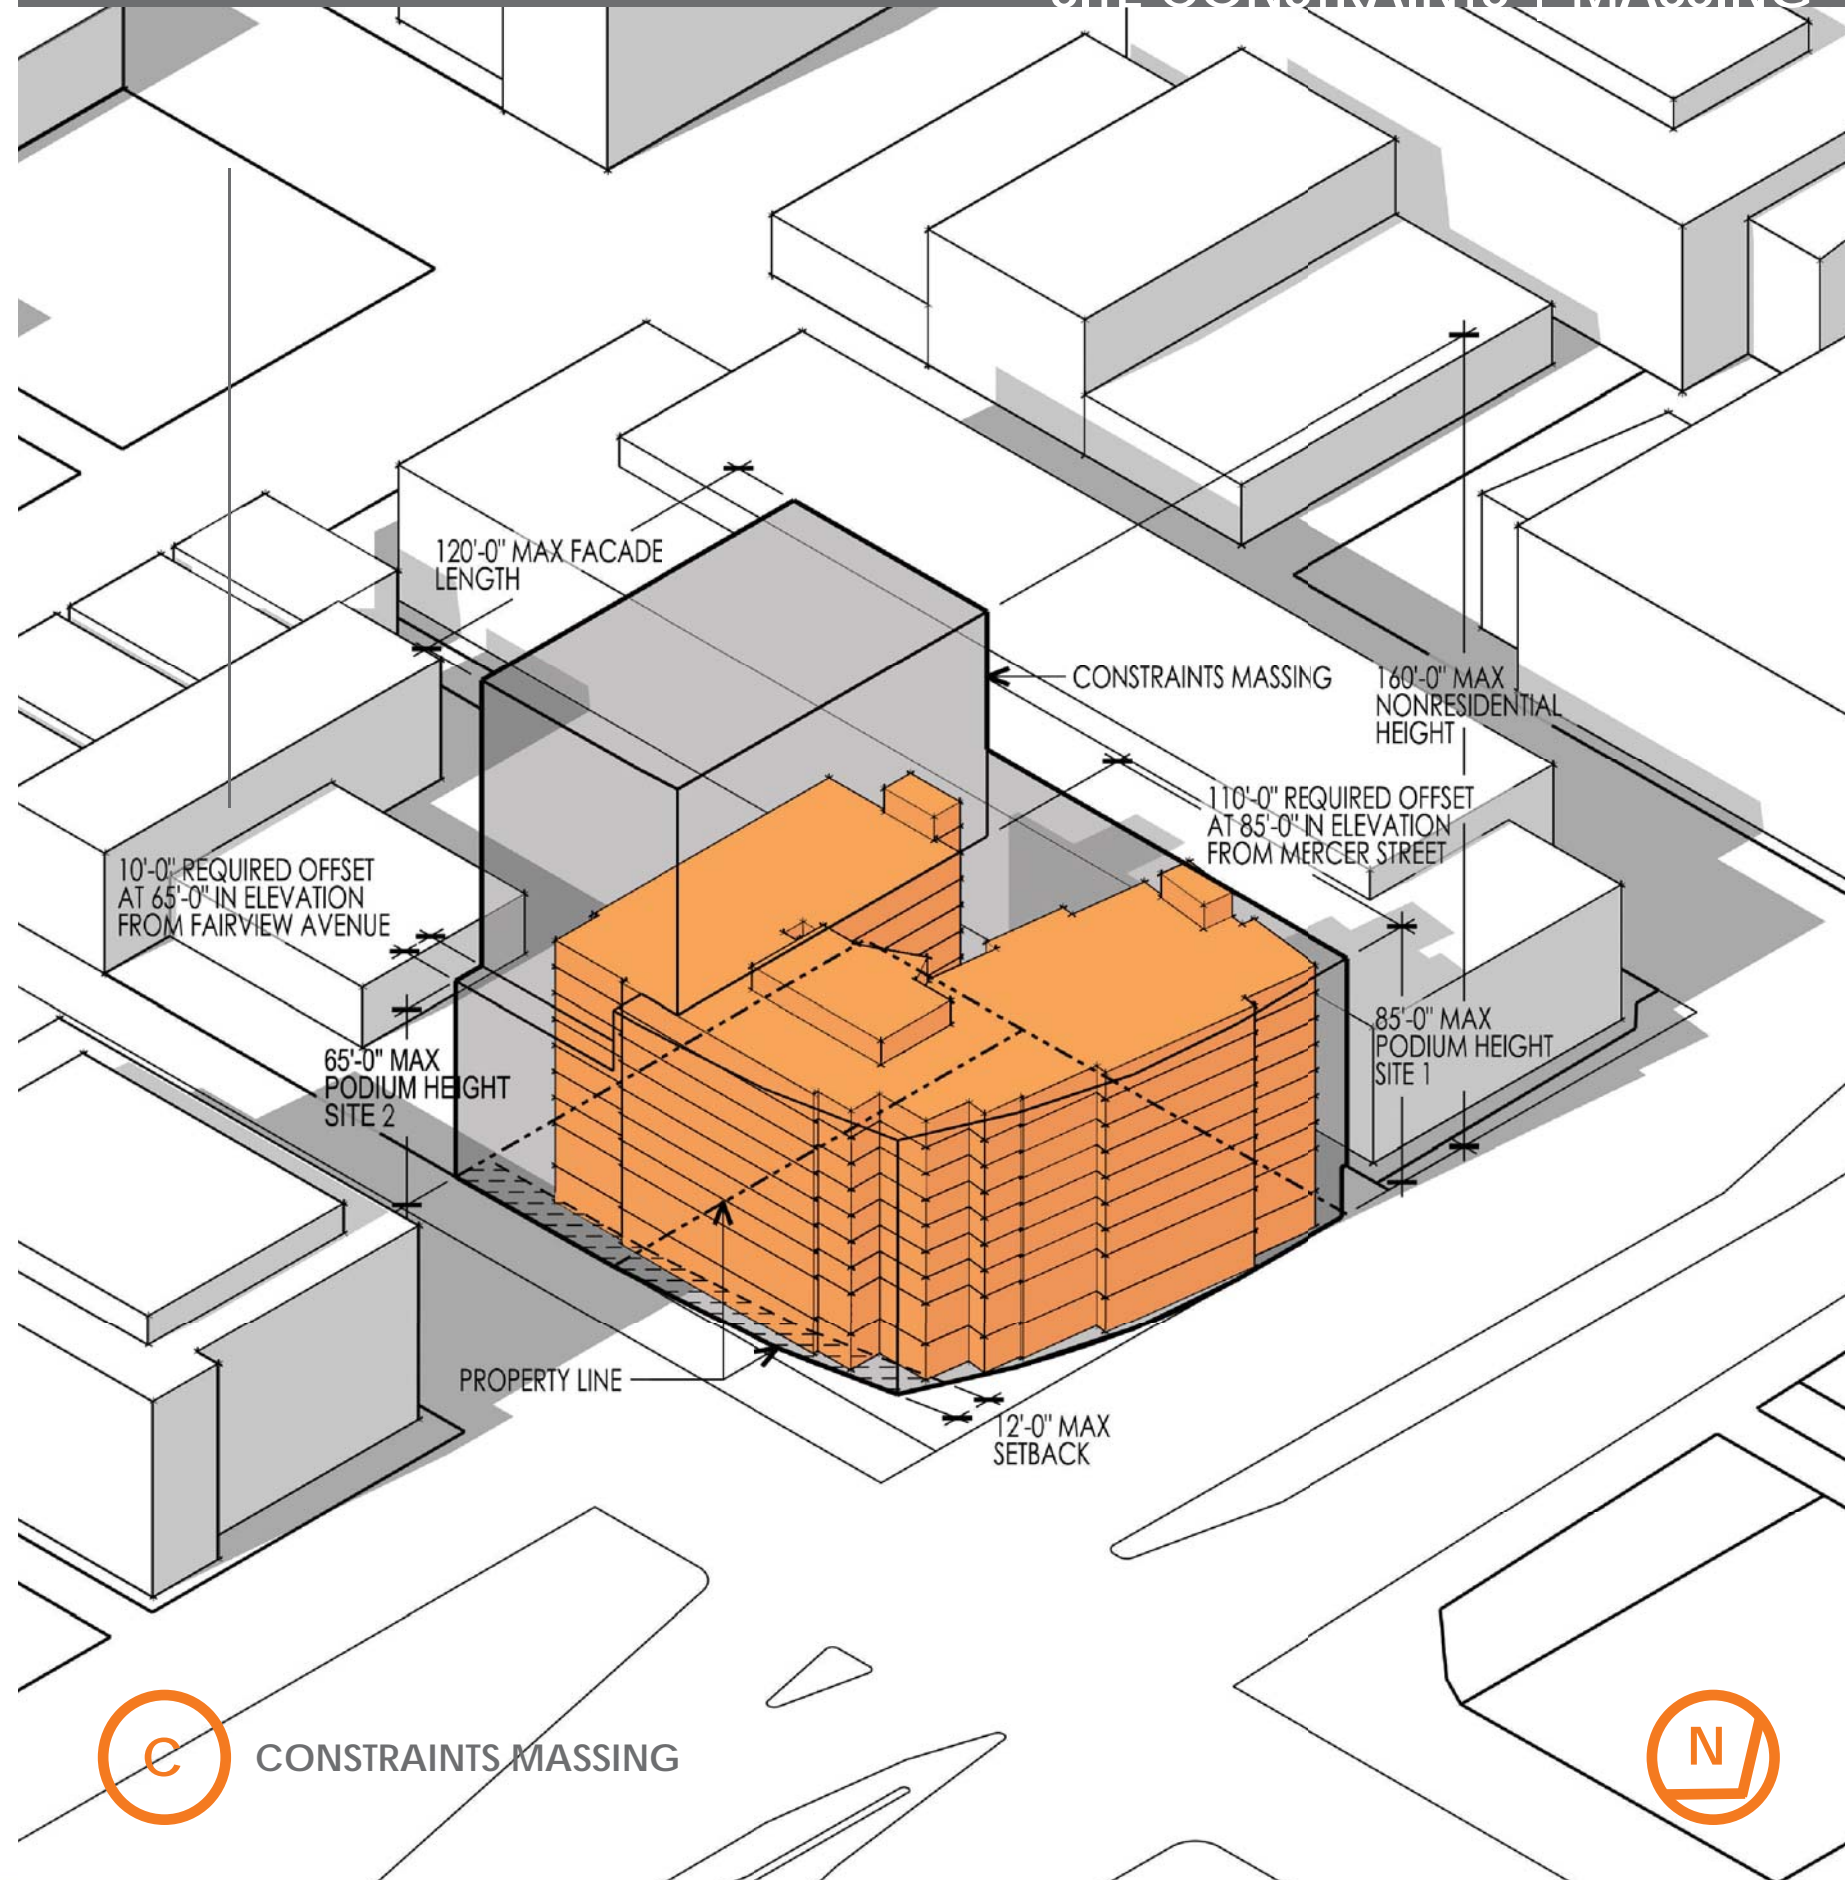 SITE CONSTRAINTS | MASSING
120'-0" MAX FACADE
LENGTH
CONSTRAINTS MASSING
160'-0" MAX
NONRESIDENTIAL
HEIGHT
110'-0" REQUIRED OFFSET
AT 85'-0" IN ELEVATION
FROM MERCER STREET
10'-0" REQUIRED OFFSET
AT 65'-0" IN ELEVATION
FROM FAIRVIEW AVENUE
65'-0" MAX
PODIUM HEIGHT
SITE 2
85'-0" MAX
PODIUM HEIGHT
SITE 1
PROPERTY LINE
12'-0" MAX
SETBACK
C
CONSTRAINTS MASSING
N